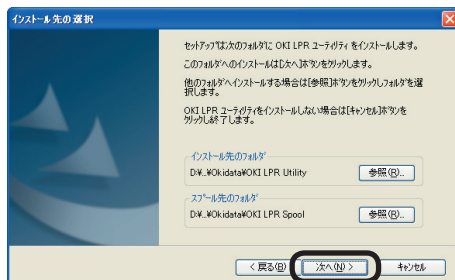 インストール先の選択
セットアップは次のフォルダに OKI LPR ユーティリティ をインストールします。
このフォルダへのインストールは[次へ]ボタンをクリックします。
他のフォルダへインストールする場合は[参照]ボタンをクリックしフォルダを選
択します。
OKI LPR ユーティリティをインストールしない場合は[キャンセル]ボタンを
クリックし終了します。
インストール先のフォルダ
D:¥..¥Okidata¥OKI LPR Utility
参照(R)...
スプール先のフォルダ
D:¥..¥Okidata¥OKI LPR Spool
参照(R)...
< 戻る(B)
次へ(N) >
キャンセル